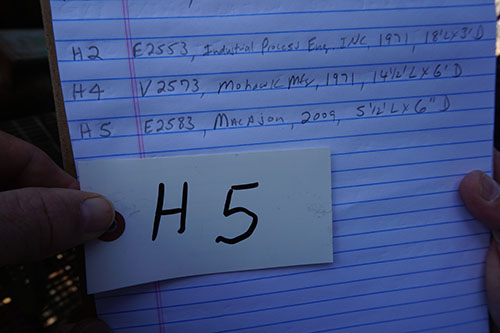 H2 E2553, Industrial Process Eng, INC, 1971, 18'L x 3'D
H4 V2573, Mohawk Mfg, 1971, 14½'L x 6'D
H5 E2583, 2009, 5½'L x 6"D
H5